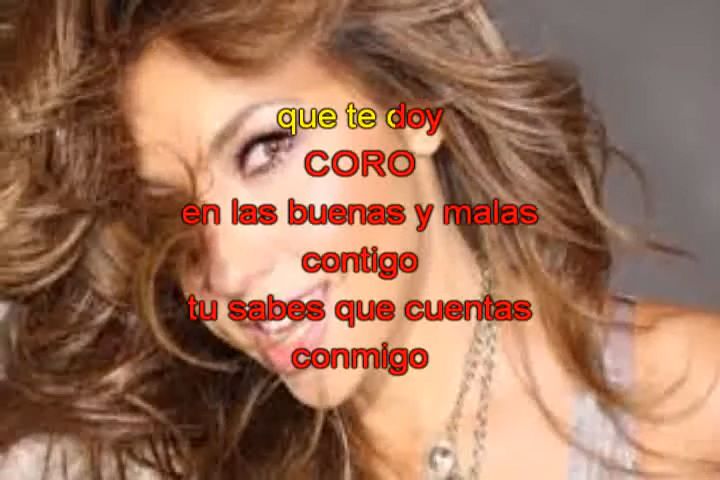 que te doy
CORO
en las buenas y malas
contigo
tu sabes que cuentas
conmigo